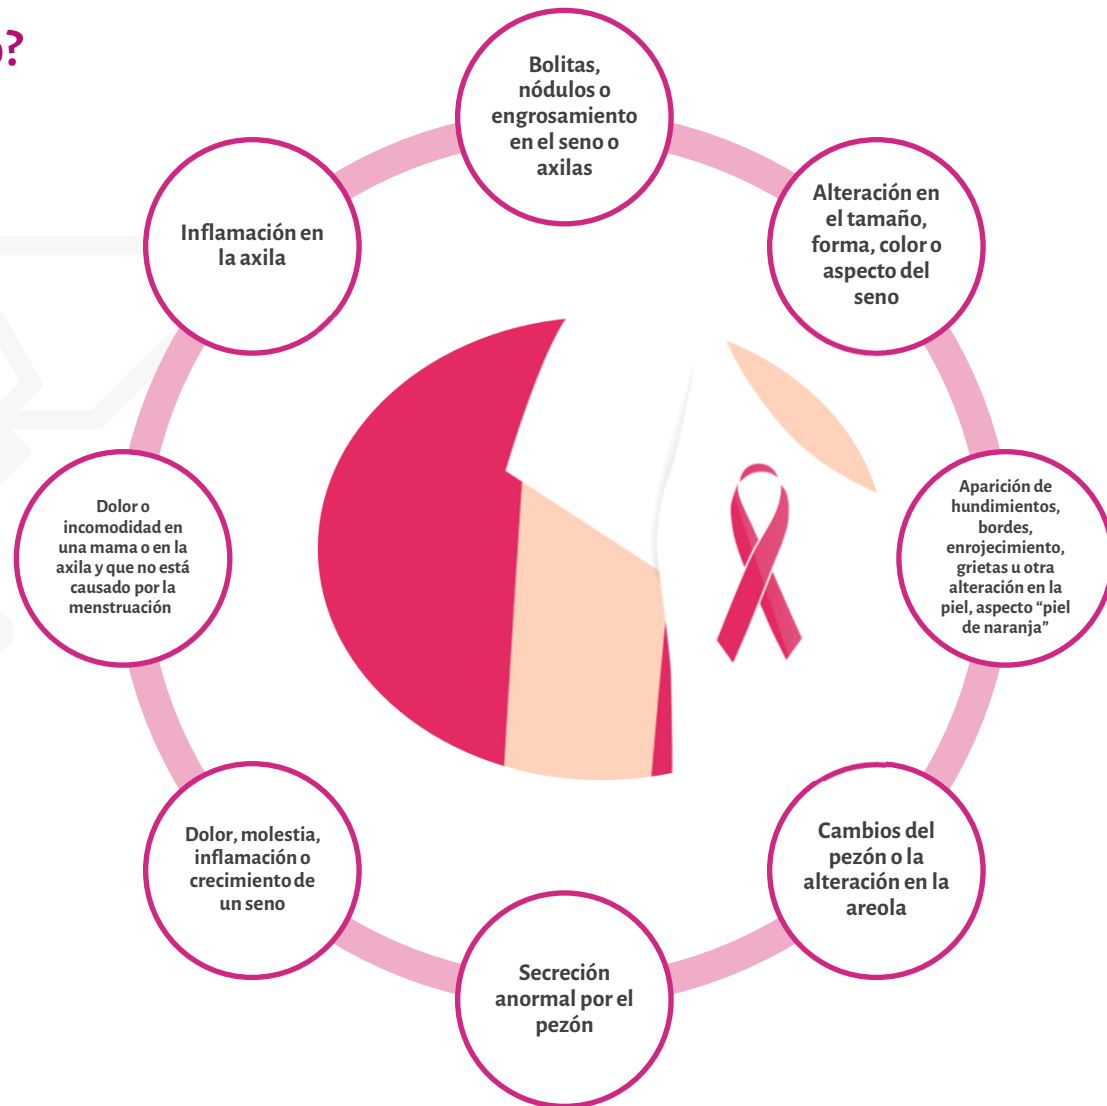 o?
Bolitas,
nódulos o
engrosamiento
en el seno o
axilas
Alteración en
el tamaño,
forma, color o
aspecto del
seno
Aparición de
hundimientos,
bordes,
enrojecimiento,
grietas u otra
alteración en la
piel, aspecto “piel
de naranja”
Cambios del
pezón o la
alteración en la
areola
Secreción
anormal por el
pezón
Dolor, molestia,
inflamación o
crecimiento de
un seno
Dolor o
incomodidad en
una mama o en la
axila y que no está
causado por la
menstruación
Inflamación en
la axila